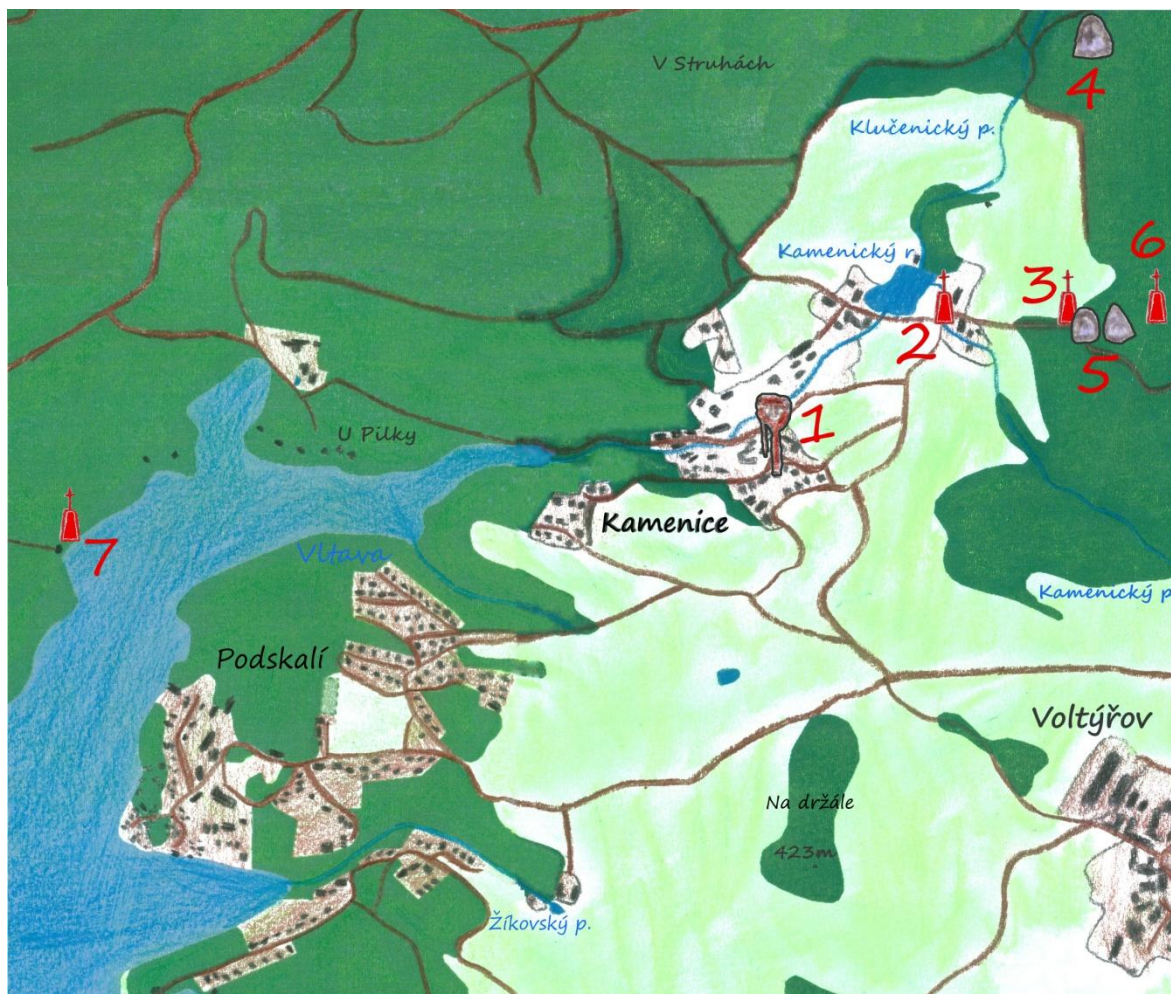 V Struhách
4
Klučenický p.
Kamenický r.
6
3
2
5
1
U Pilky
Kamenice
7
Vltava
Kamenický p.
Podskalí
Voltýřov
Na držále
423m
Žíkovský p.